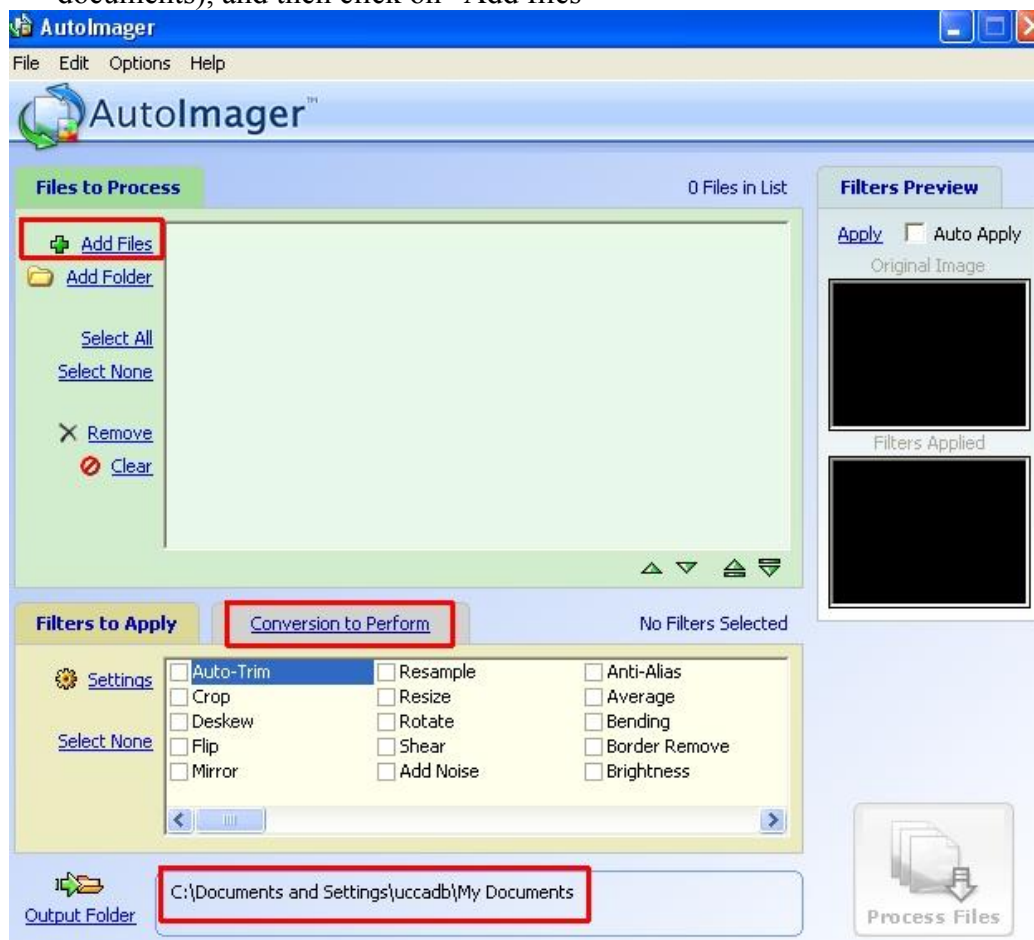 documents), and then click on "Add files"
AutoImager
File Edit Options Help
AutoImager™
Files to Process
0 Files in List
Add Files
Add Folder
Select All
Select None
Remove
Clear
Filters Preview
Apply Auto Apply
Original Image
Filters Applied
Filters to Apply
Conversion to Perform
No Filters Selected
Settings
Select None
Auto-Trim Resample Anti-Alias
Crop Resize Average
Deskew Rotate Bending
Flip Shear Border Remove
Mirror Add Noise Brightness
Output Folder
C:\Documents and Settings\uccadb\My Documents
Process Files